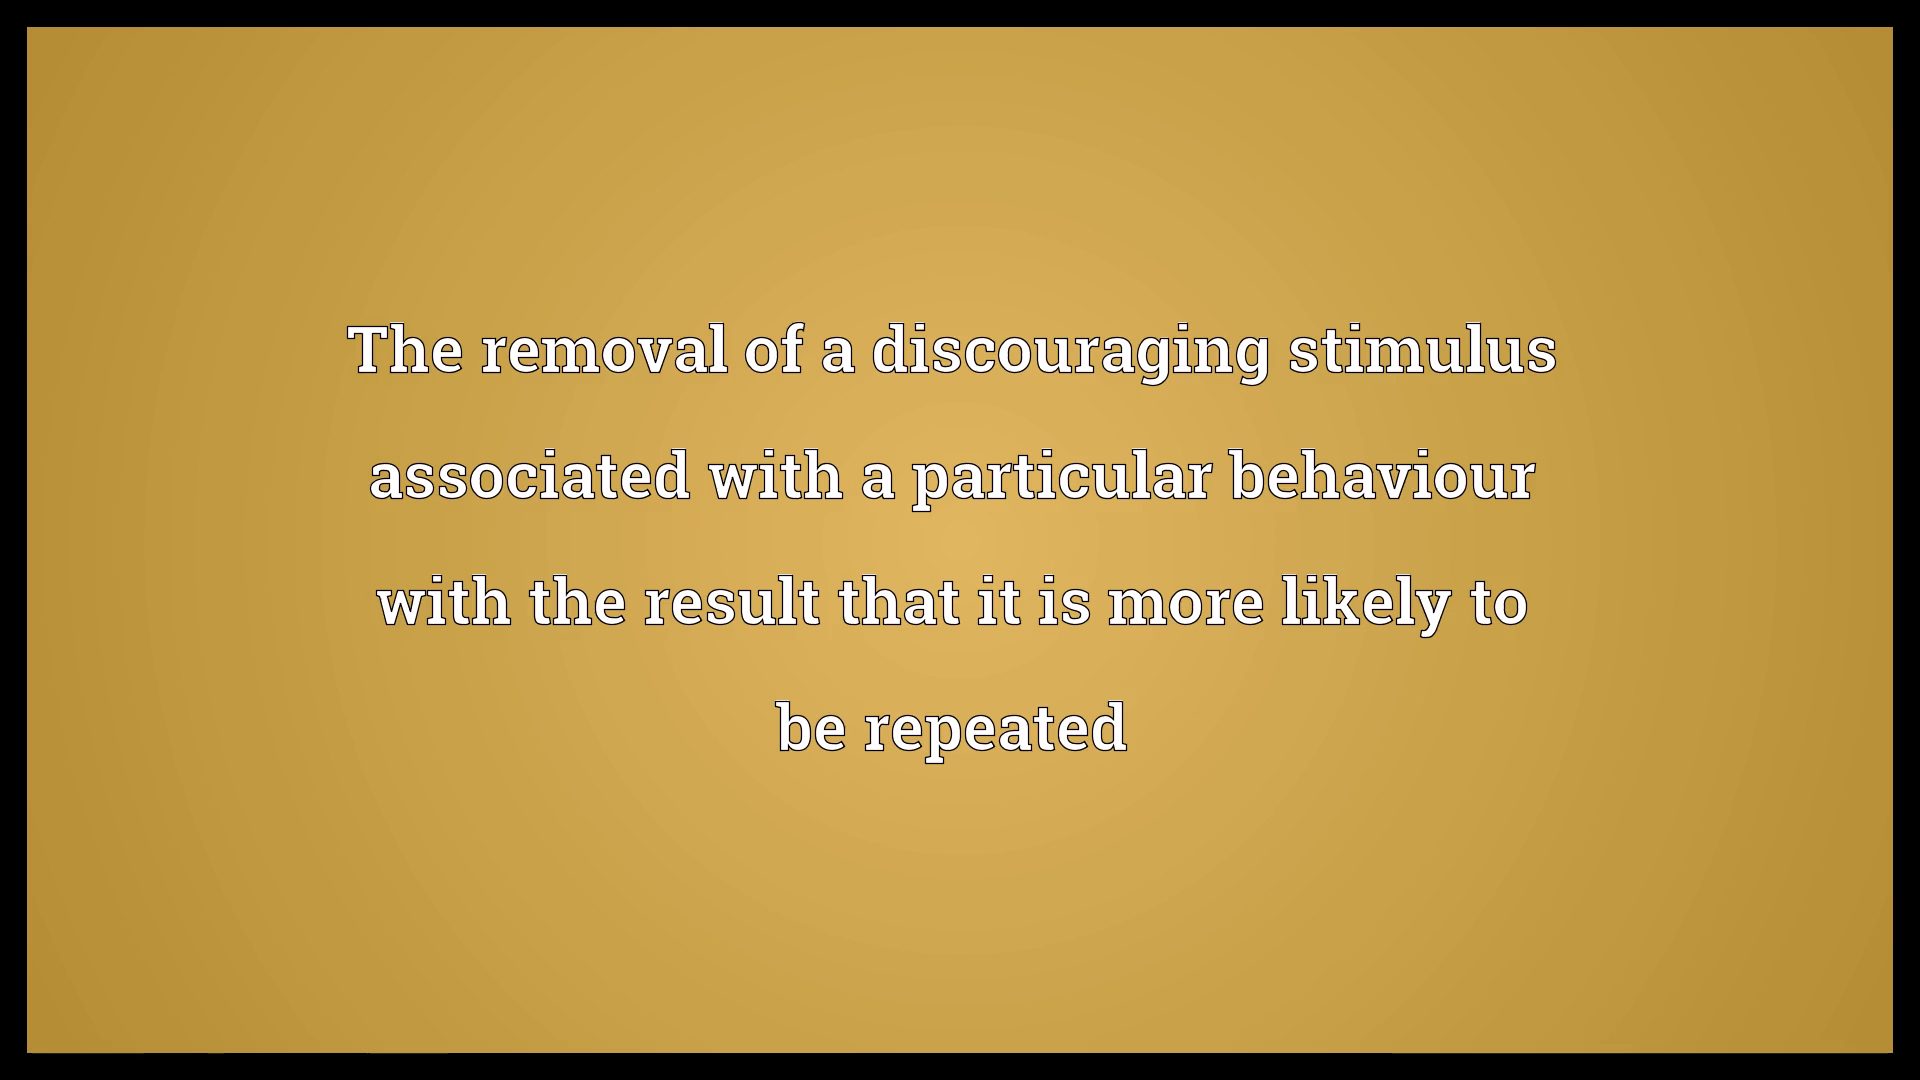 The removal of a discouraging stimulus
associated with a particular behaviour
with the result that it is more likely to
be repeated